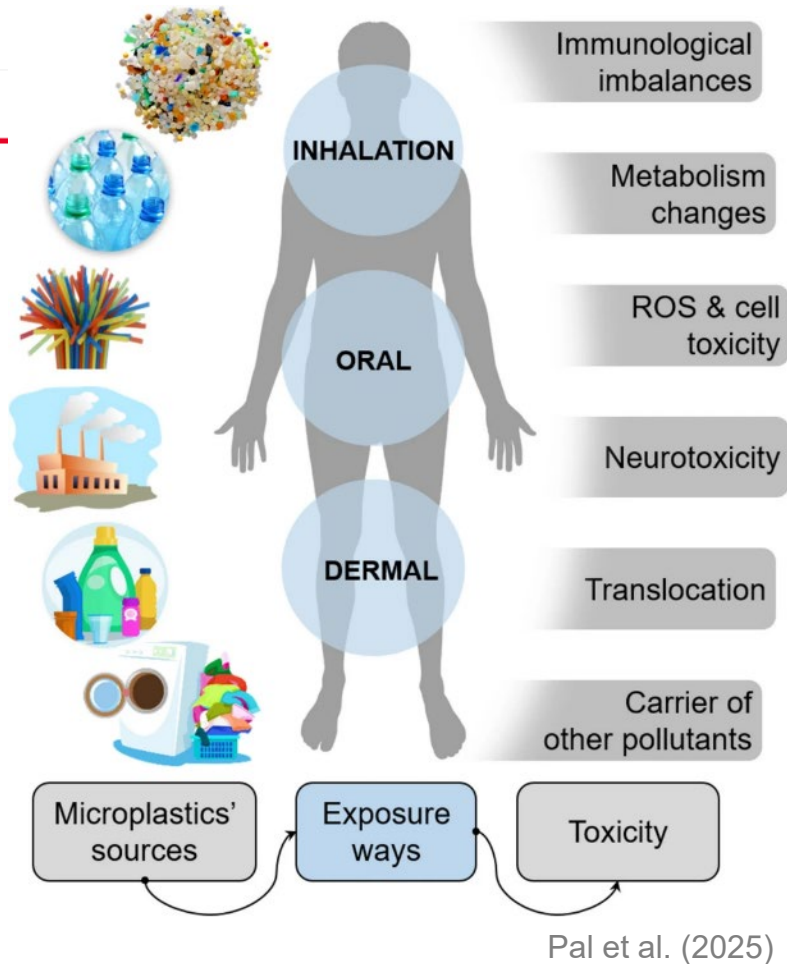 INHALATION
ORAL
DERMAL
Immunological
imbalances
Metabolism
changes
ROS & cell
toxicity
Neurotoxicity
Translocation
Carrier of
other pollutants
Microplastics’
sources
Exposure
ways
Toxicity
Pal et al. (2025)